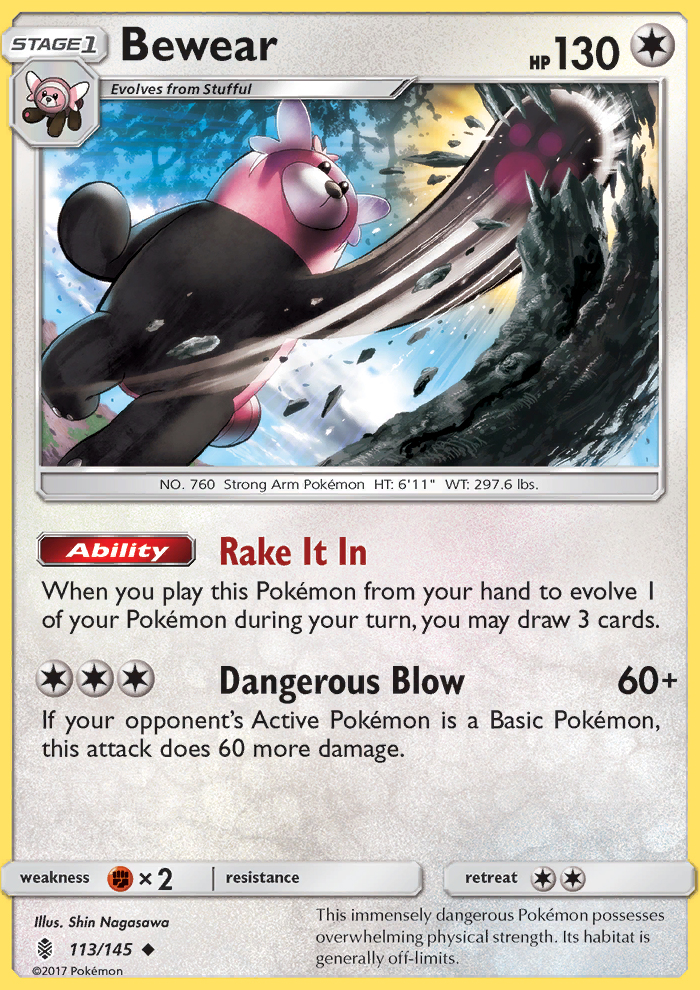 STAGE1
Bewear
HP 130
Evolves from Stufful
NO. 760 Strong Arm Pokémon HT: 6'11" WT: 297.6 lbs.
Ability Rake It In
When you play this Pokémon from your hand to evolve 1
of your Pokémon during your turn, you may draw 3 cards.
Dangerous Blow 60+
If your opponent's Active Pokémon is a Basic Pokémon,
this attack does 60 more damage.
weakness ×2 resistance retreat
Illus. Shin Nagasawa
113/145
©2017 Pokémon
This immensely dangerous Pokémon possesses
overwhelming physical strength. Its habitat is
generally off-limits.